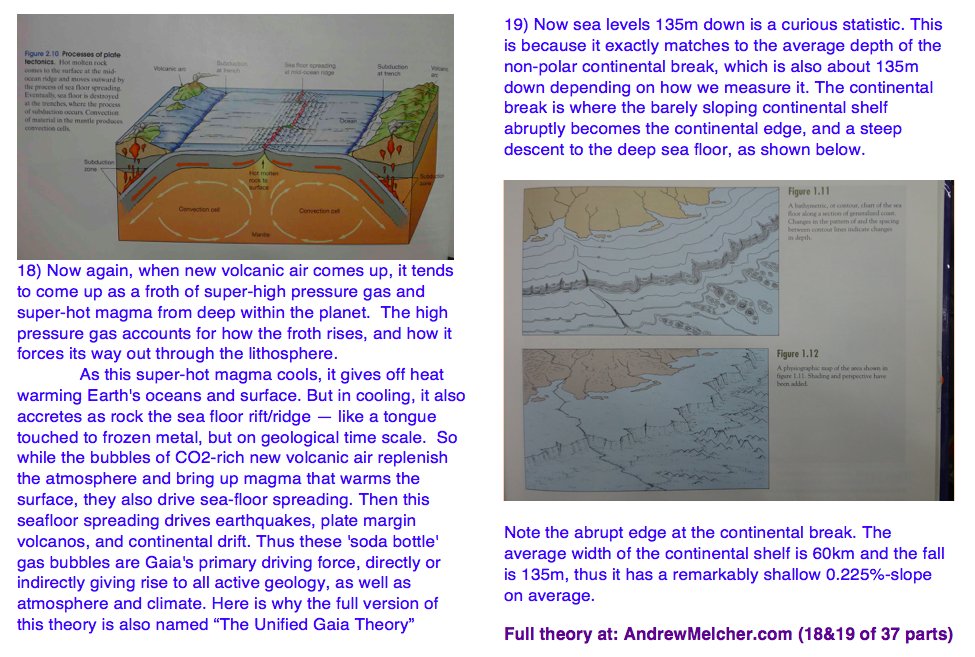 Figure 2.10 Processes of plate
tectonics. Hot molten rock
comes to the surface at the mid-
ocean ridge and moves outward by
the process of sea floor spreading.
Eventually, sea floor is destroyed
at the trenches, where the process
of subduction occurs. Convection
of material in the mantle produces
convection cells.
Volcanic arc
Subduction
at trench
Sea floor spreading
at mid-ocean ridge
Subduction
at trench
Volcanic
arc
Ocean
Subduction
zone
Hot molten
rock to
surface
Subduction
zone
Convection cell
Convection cell
Mantle
18) Now again, when new volcanic air comes up, it tends
to come up as a froth of super-high pressure gas and
super-hot magma from deep within the planet.  The high
pressure gas accounts for how the froth rises, and how it
forces its way out through the lithosphere.
As this super-hot magma cools, it gives off heat
warming Earth's oceans and surface. But in cooling, it also
accretes as rock the sea floor rift/ridge — like a tongue
touched to frozen metal, but on geological time scale.  So
while the bubbles of CO2-rich new volcanic air replenish
the atmosphere and bring up magma that warms the
surface, they also drive sea-floor spreading. Then this
seafloor spreading drives earthquakes, plate margin
volcanos, and continental drift. Thus these 'soda bottle'
gas bubbles are Gaia's primary driving force, directly or
indirectly giving rise to all active geology, as well as
atmosphere and climate. Here is why the full version of
this theory is also named “The Unified Gaia Theory”
19) Now sea levels 135m down is a curious statistic. This
is because it exactly matches to the average depth of the
non-polar continental break, which is also about 135m
down depending on how we measure it. The continental
break is where the barely sloping continental shelf
abruptly becomes the continental edge, and a steep
descent to the deep sea floor, as shown below.
Figure 1.11
A bathymetric, or contour, chart of the sea
floor along a section of generalized coast.
Changes in the pattern of and the spacing
between contour lines indicate changes
in depth.
Figure 1.12
A physiographic map of the area shown in
figure 1.11. Shading and perspective have
been added.
Note the abrupt edge at the continental break. The
average width of the continental shelf is 60km and the fall
is 135m, thus it has a remarkably shallow 0.225%-slope
on average.
Full theory at: AndrewMelcher.com (18&19 of 37 parts)